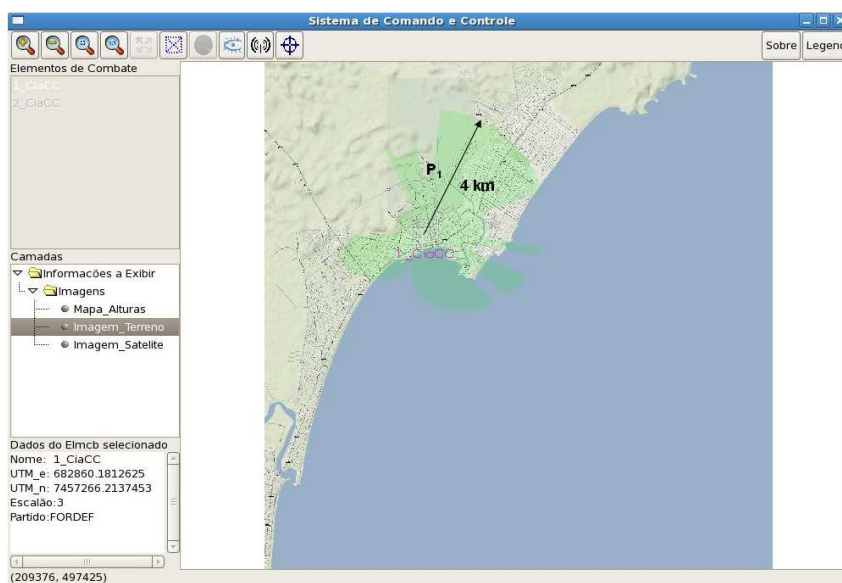 Sistema de Comando e Controle
Sobre
Legend
Elementos de Combate
1_CiaCC
2_CiaCC
P1
4 km
1_CiaCC
Camadas
Informacões a Exibir
Imagens
Mapa_Alturas
Imagem_Terreno
Imagem_Satelite
Dados do Elmcb selecionado
Nome: 1_CiaCC
UTM_e: 682860.1812625
UTM_n: 7457266.2137453
Escalão:3
Partido:FORDEF
(209376, 497425)